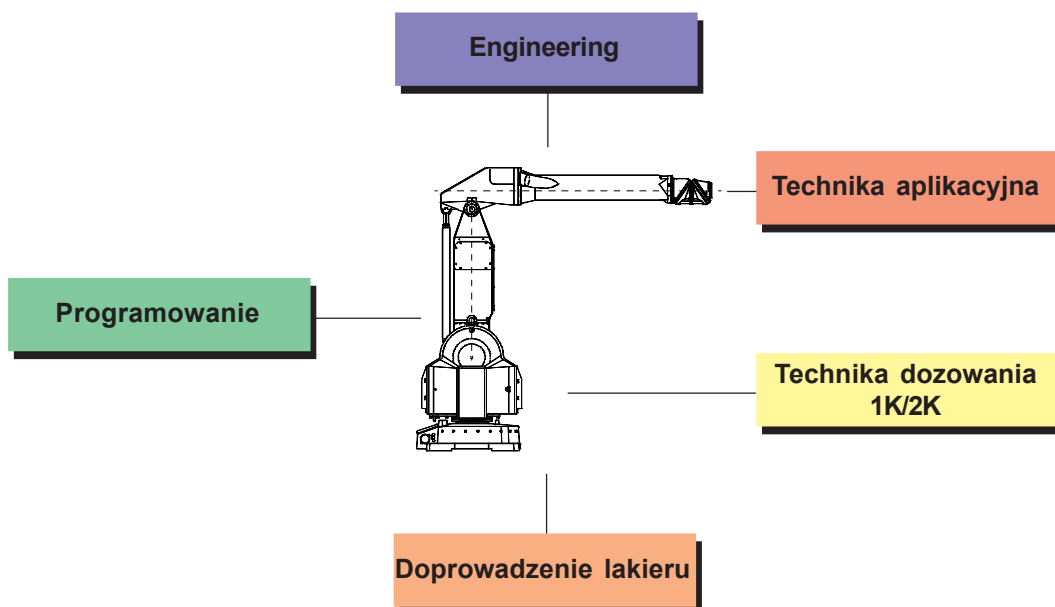 Engineering
Technika aplikacyjna
Programowanie
Technika dozowania
1K/2K
Doprowadzenie lakieru